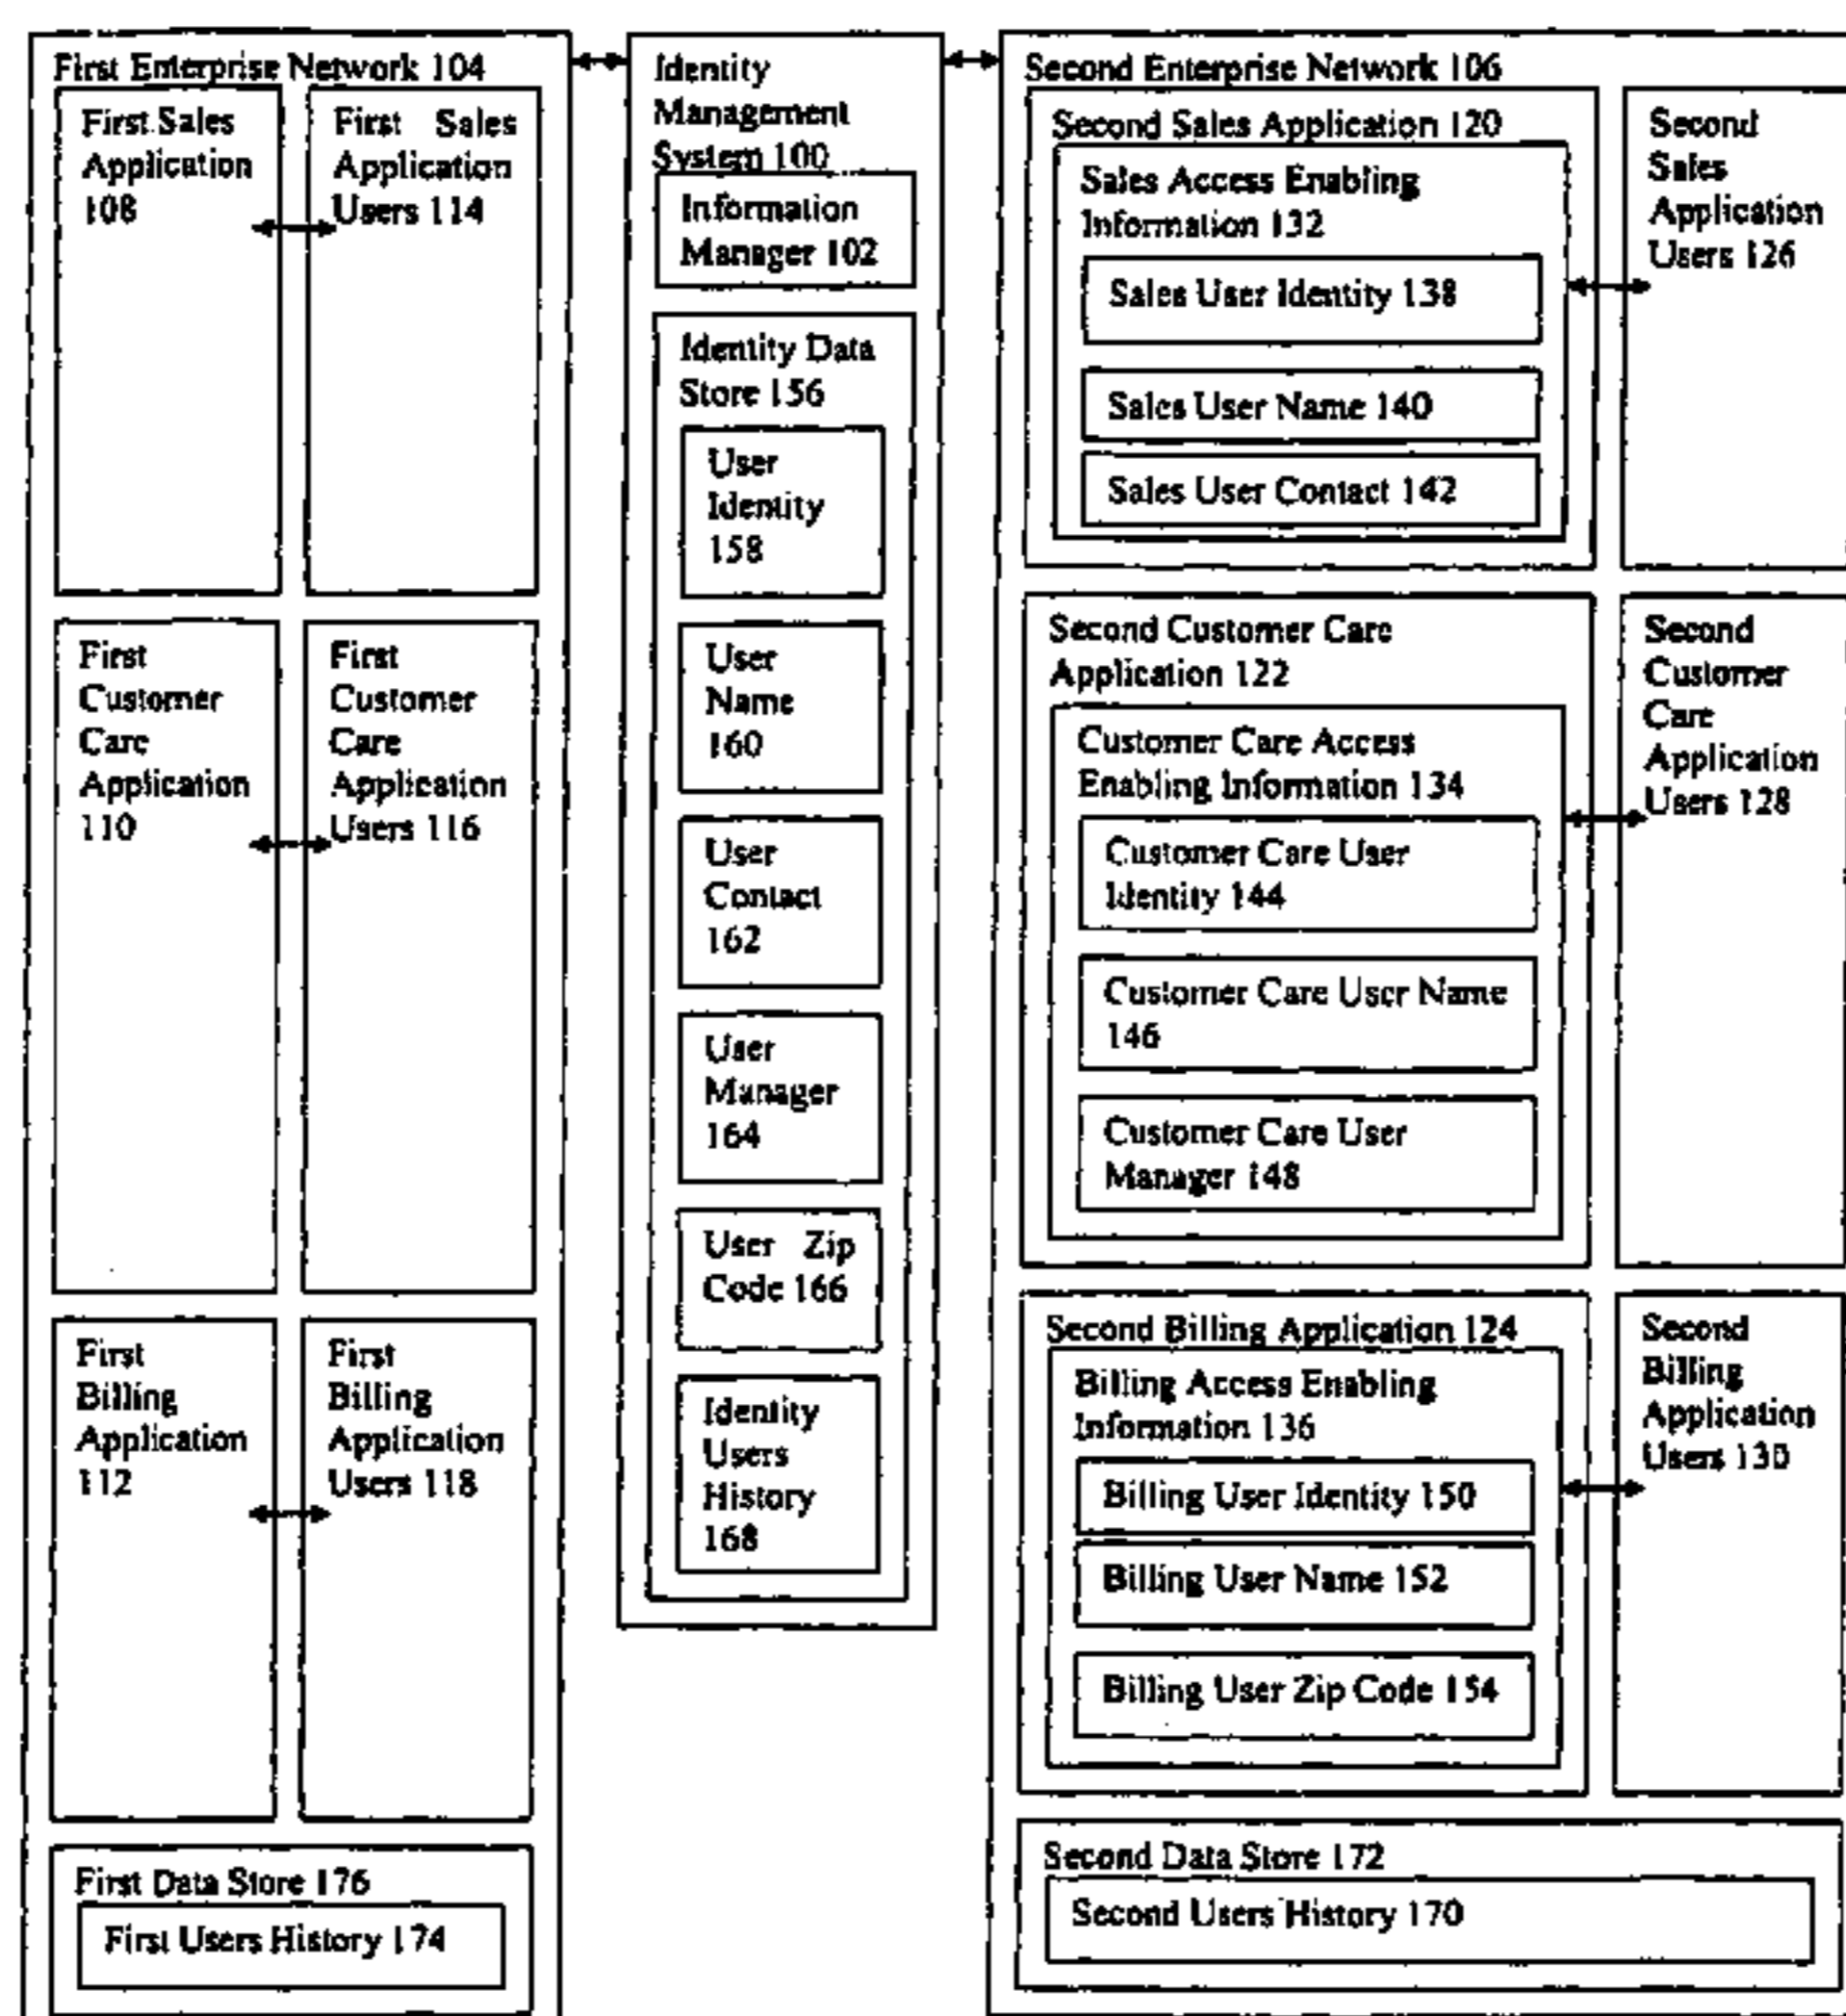 First Enterprise Network 104
First Sales
Application
108
First Sales
Application
Users 114
First
Customer
Care
Application
110
First
Customer
Care
Application
Users 116
First
Billing
Application
112
First
Billing
Application
Users 118
First Data Store 176
First Users History 174
Identity
Management
System 100
Information
Manager 102
Identity Data
Store 156
User
Identity
158
User
Name
160
User
Contact
162
User
Manager
164
User Zip
Code 166
Identity
Users
History
168
Second Enterprise Network 106
Second Sales Application 120
Sales Access Enabling
Information 132
Sales User Identity 138
Sales User Name 140
Sales User Contact 142
Second
Sales
Application
Users 126
Second Customer Care
Application 122
Customer Care Access
Enabling Information 134
Customer Care User
Identity 144
Customer Care User Name
146
Customer Care User
Manager 148
Second
Customer
Care
Application
Users 128
Second Billing Application 124
Billing Access Enabling
Information 136
Billing User Identity 150
Billing User Name 152
Billing User Zip Code 154
Second
Billing
Application
Users 130
Second Data Store 172
Second Users History 170